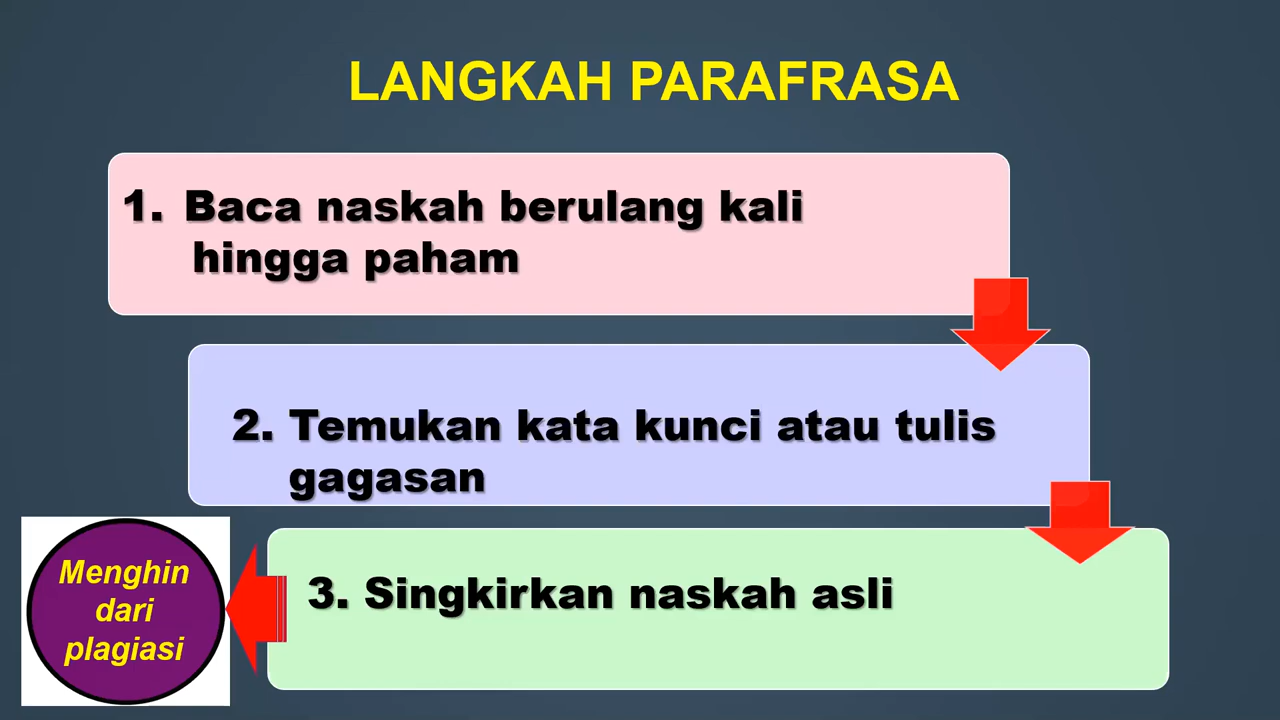 LANGKAH PARAFRASA
1. Baca naskah berulang kali
hingga paham
2. Temukan kata kunci atau tulis
gagasan
3. Singkirkan naskah asli
Menghin
dari
plagiasi